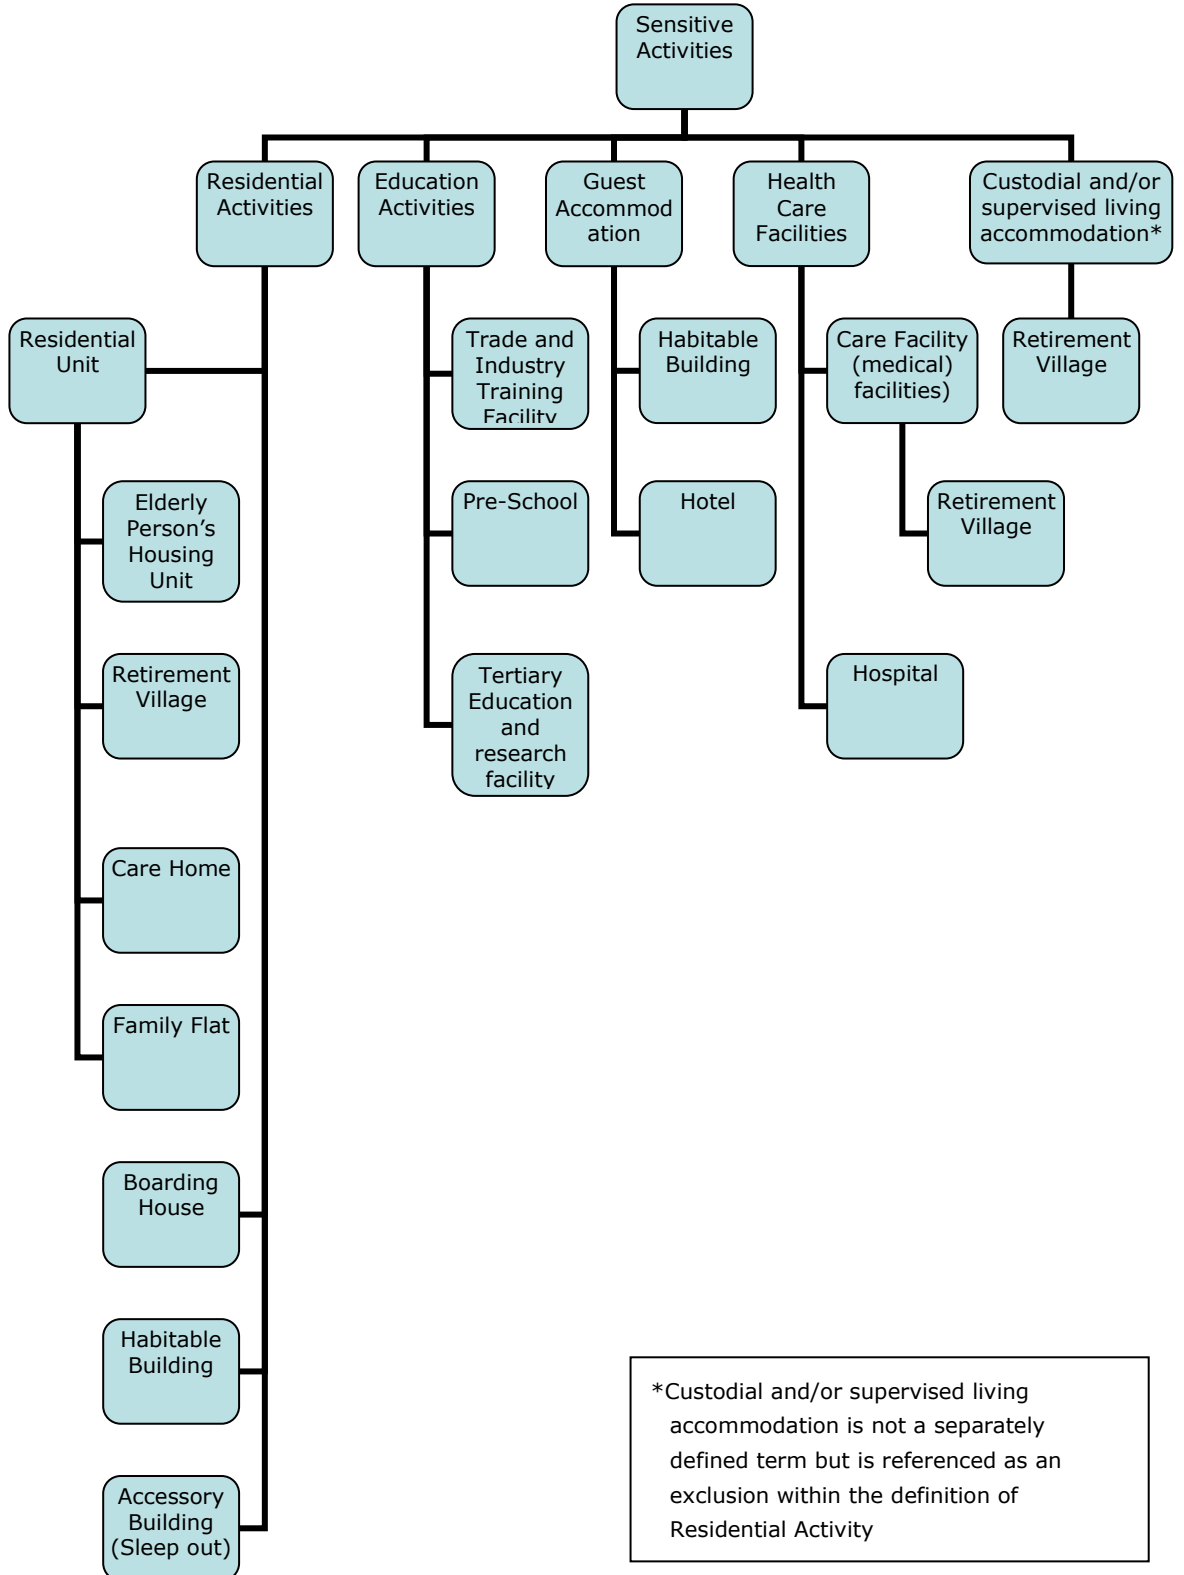 Sensitive
Activities
Residential
Activities
Education
Activities
Guest
Accommod
ation
Health
Care
Facilities
Custodial and/or
supervised living
accommodation*
Residential
Unit
Trade and
Industry
Training
Facility
Habitable
Building
Care Facility
(medical)
facilities)
Retirement
Village
Elderly
Person’s
Housing
Unit
Pre-School
Hotel
Retirement
Village
Retirement
Village
Tertiary
Education
and
research
facility
Hospital
Care Home
Family Flat
Boarding
House
Habitable
Building
Accessory
Building
(Sleep out)
*Custodial and/or supervised living
accommodation is not a separately
defined term but is referenced as an
exclusion within the definition of
Residential Activity